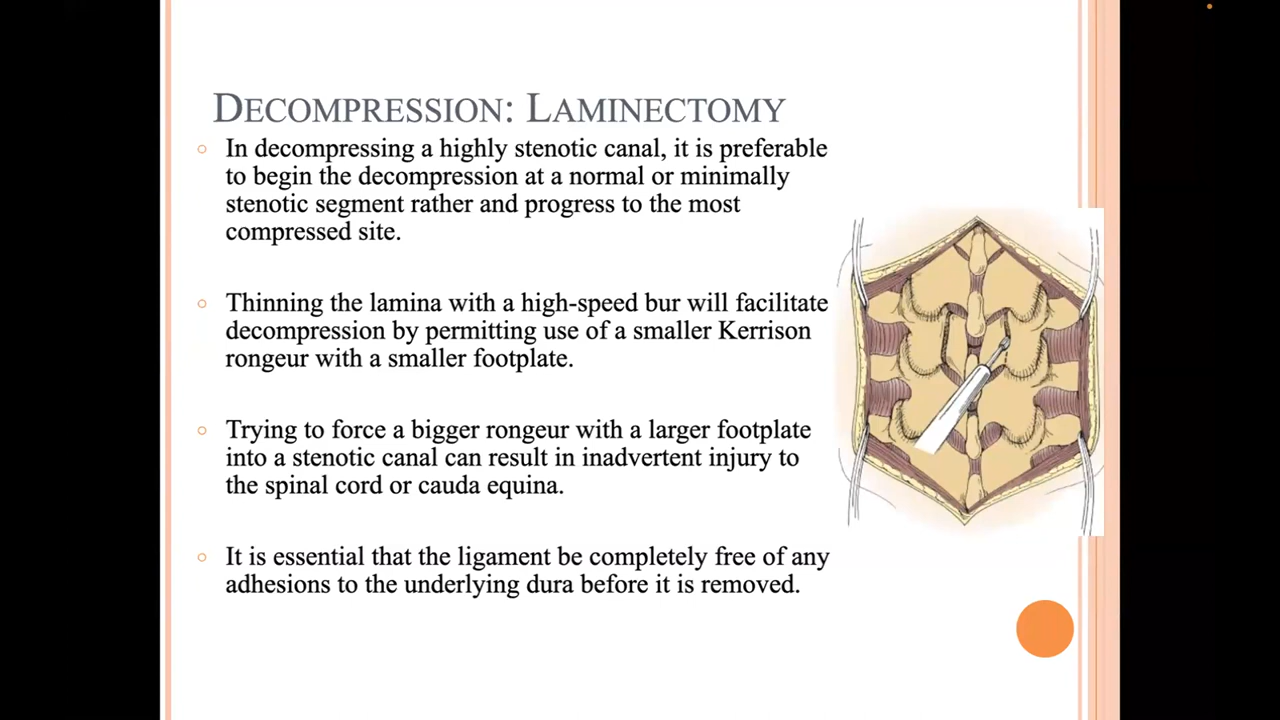 DECOMPRESSION: LAMINECTOMY
In decompressing a highly stenotic canal, it is preferable
to begin the decompression at a normal or minimally
stenotic segment rather and progress to the most
compressed site.
Thinning the lamina with a high-speed bur will facilitate
decompression by permitting use of a smaller Kerrison
rongeur with a smaller footplate.
Trying to force a bigger rongeur with a larger footplate
into a stenotic canal can result in inadvertent injury to
the spinal cord or cauda equina.
It is essential that the ligament be completely free of any
adhesions to the underlying dura before it is removed.